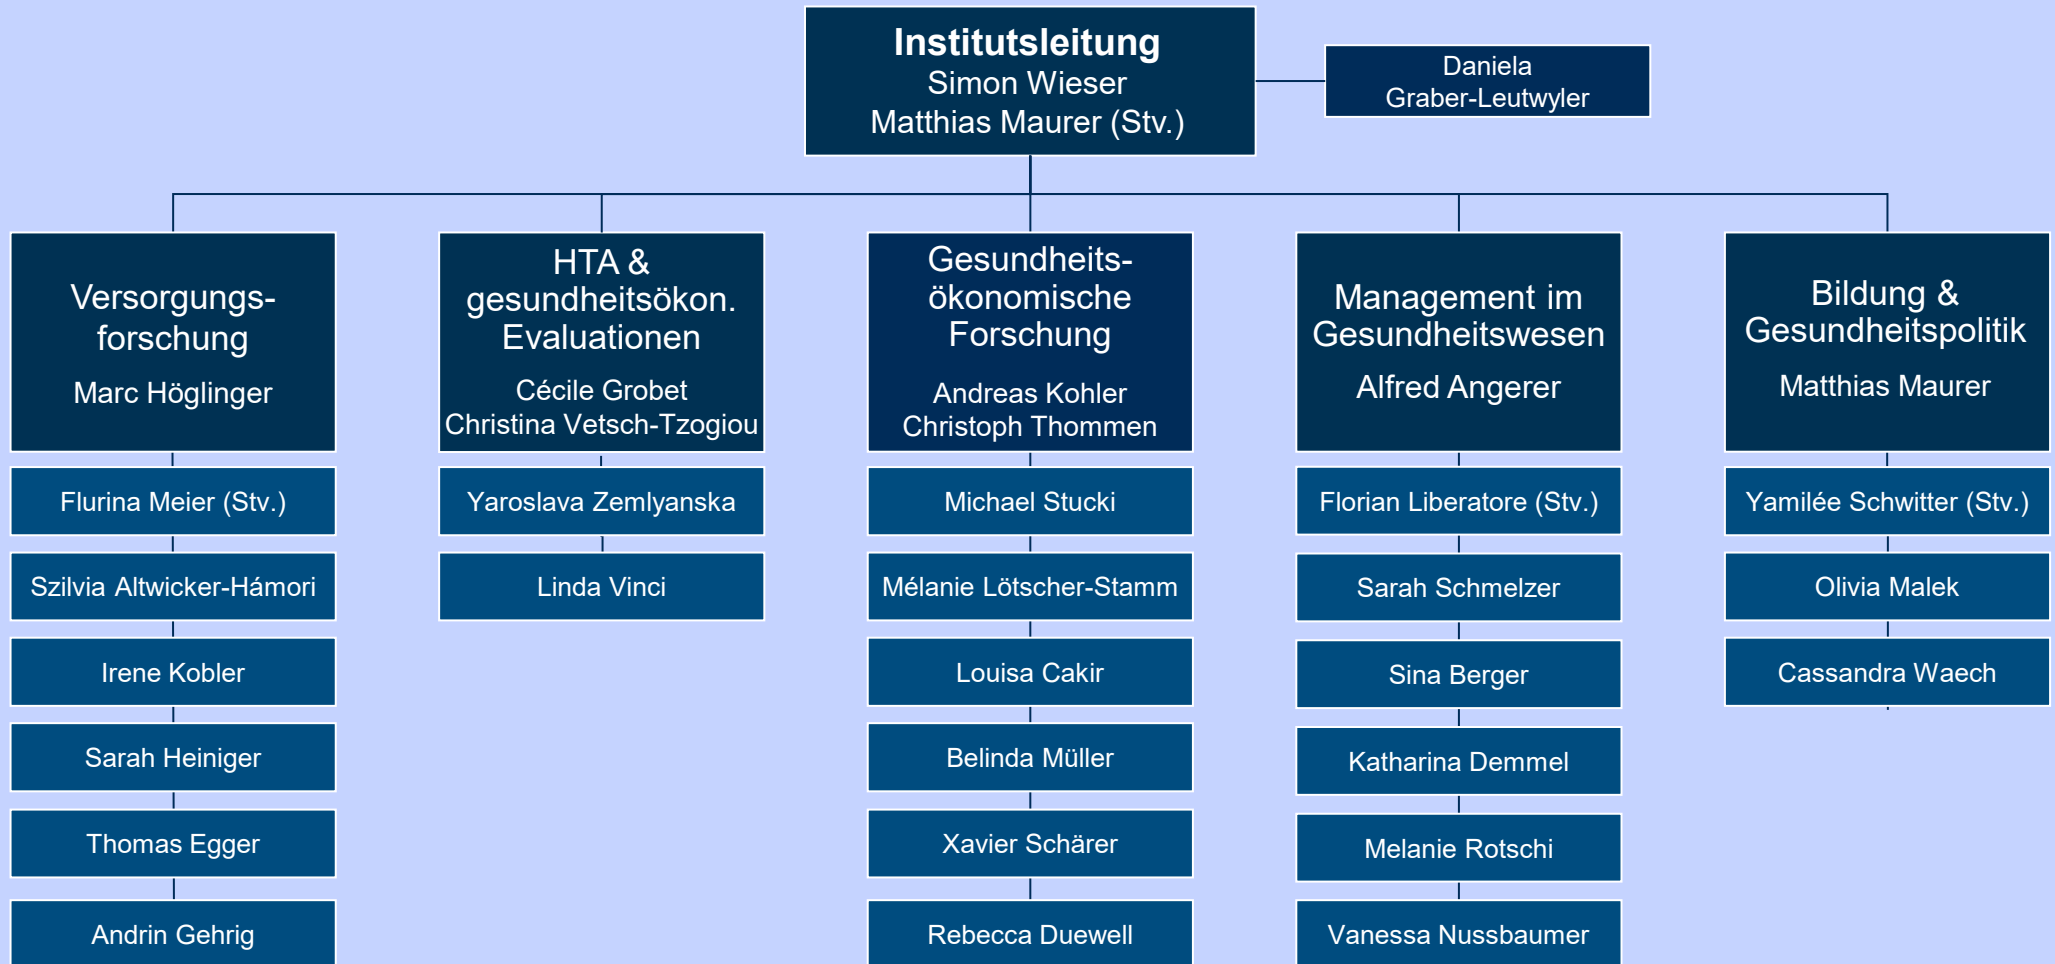 Institutsleitung
Simon Wieser
Matthias Maurer (Stv.)
Daniela
Graber-Leutwyler
Versorgungs-
forschung
Marc Höglinger
Flurina Meier (Stv.)
Szilvia Altwicker-Hámori
Irene Kobler
Sarah Heiniger
Thomas Egger
Andrin Gehrig
HTA &
gesundheitsökon.
Evaluationen
Cécile Grobet
Christina Vetsch-Tzogiou
Yaroslava Zemlyanska
Linda Vinci
Gesundheits-
ökonomische
Forschung
Andreas Kohler
Christoph Thommen
Michael Stucki
Mélanie Lötscher-Stamm
Louisa Cakir
Belinda Müller
Xavier Schärer
Rebecca Duewell
Management im
Gesundheitswesen
Alfred Angerer
Florian Liberatore (Stv.)
Sarah Schmelzer
Sina Berger
Katharina Demmel
Melanie Rotschi
Vanessa Nussbaumer
Bildung &
Gesundheitspolitik
Matthias Maurer
Yamilée Schwitter (Stv.)
Olivia Malek
Cassandra Waech